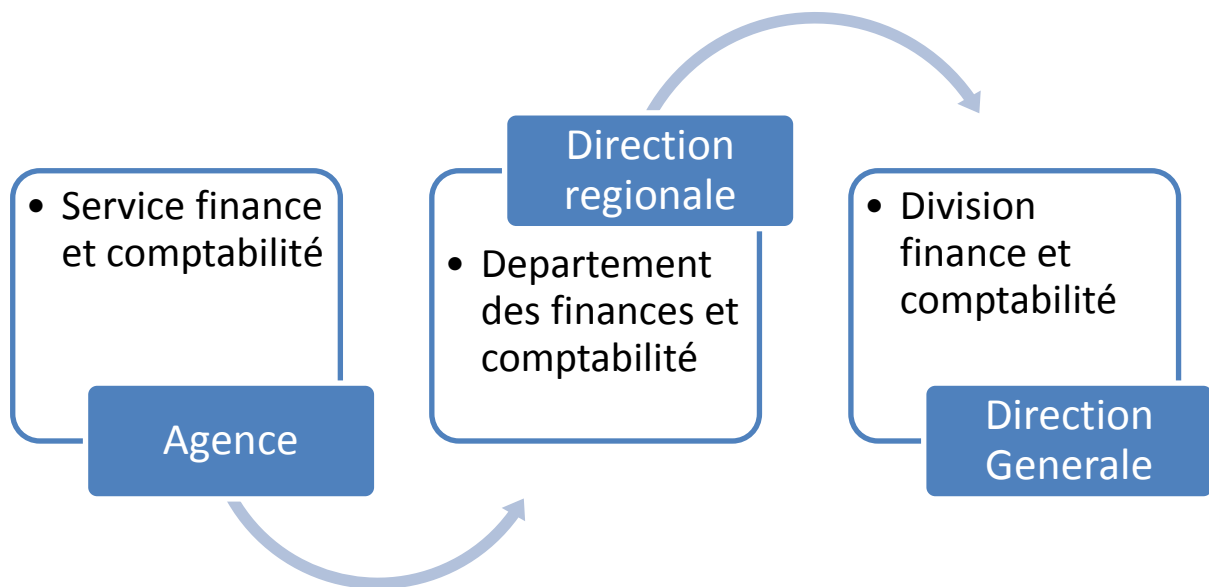 • Service finance
et comptabilité
Agence
Direction
regionale
• Departement
des finances et
comptabilité
• Division
finance et
comptabilité
Direction
Generale